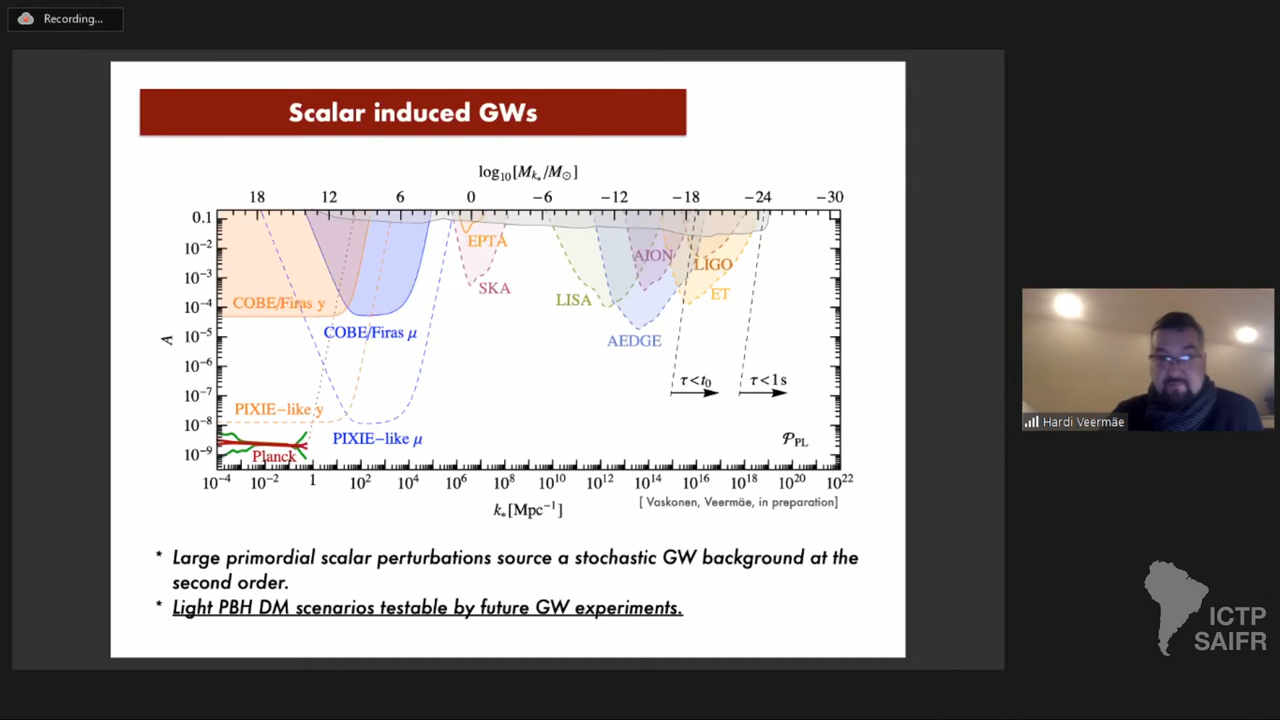 Recording...
Scalar induced GWs
log₁₀[M_k*/M☉]
18 12 6 0 −6 −12 −18 −24 −30
0.1
10⁻²
10⁻³
10⁻⁴
10⁻⁵
10⁻⁶
10⁻⁷
10⁻⁸
10⁻⁹
A
EPTA
SKA
AION
LIGO
LISA
ET
AEDGE
COBE/Firas y
COBE/Firas μ
τ<t₀
τ<1s
PIXIE−like y
PIXIE−like μ
Planck
𝒫_PL
10⁻⁴ 10⁻² 1 10² 10⁴ 10⁶ 10⁸ 10¹⁰ 10¹² 10¹⁴ 10¹⁶ 10¹⁸ 10²⁰ 10²²
k*[Mpc⁻¹]
[ Vaskonen, Veermäe, in preparation]
* Large primordial scalar perturbations source a stochastic GW background at the
second order.
* Light PBH DM scenarios testable by future GW experiments.
Hardi Veermäe
ICTP
SAIFR